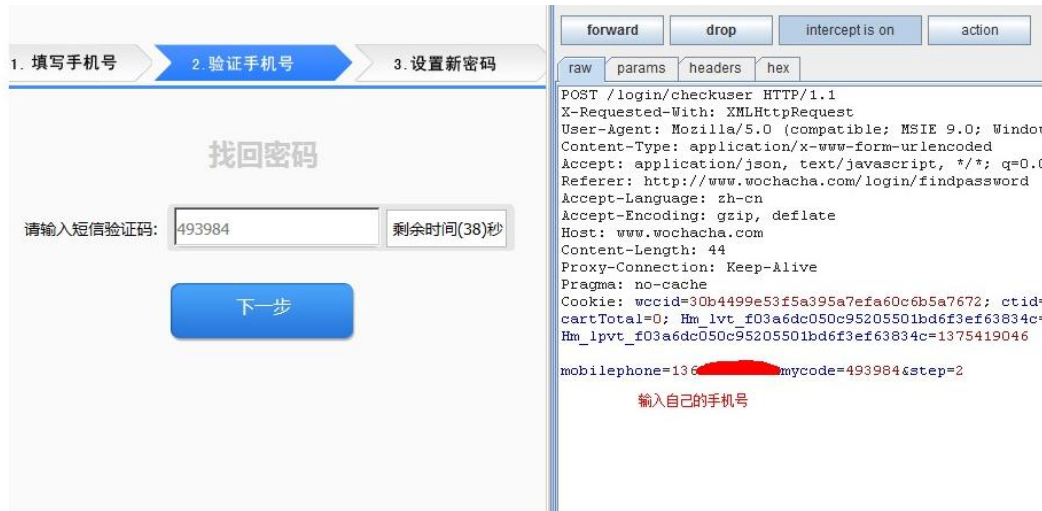 1. 填写手机号
2.验证手机号
3.设置新密码
找回密码
请输入短信验证码:
493984
剩余时间(38)秒
下一步
forward
drop
intercept is on
action
raw
params
headers
hex
POST /login/checkuser HTTP/1.1
X-Requested-With: XMLHttpRequest
User-Agent: Mozilla/5.0 (compatible; MSIE 9.0; Window
Content-Type: application/x-www-form-urlencoded
Accept: application/json, text/javascript, */*; q=0.0
Referer: http://www.wochacha.com/login/findpassword
Accept-Language: zh-cn
Accept-Encoding: gzip, deflate
Host: www.wochacha.com
Content-Length: 44
Proxy-Connection: Keep-Alive
Pragma: no-cache
Cookie: wccid=30b4499e53f5a395a7efa60c6b5a7672; ctid=
cartTotal=0; Hm_lvt_f03a6dc050c95205501bd6f3ef63834c=
Hm_lpvt_f03a6dc050c95205501bd6f3ef63834c=1375419046
mobilephone=136 mycode=493984&step=2
输入自己的手机号